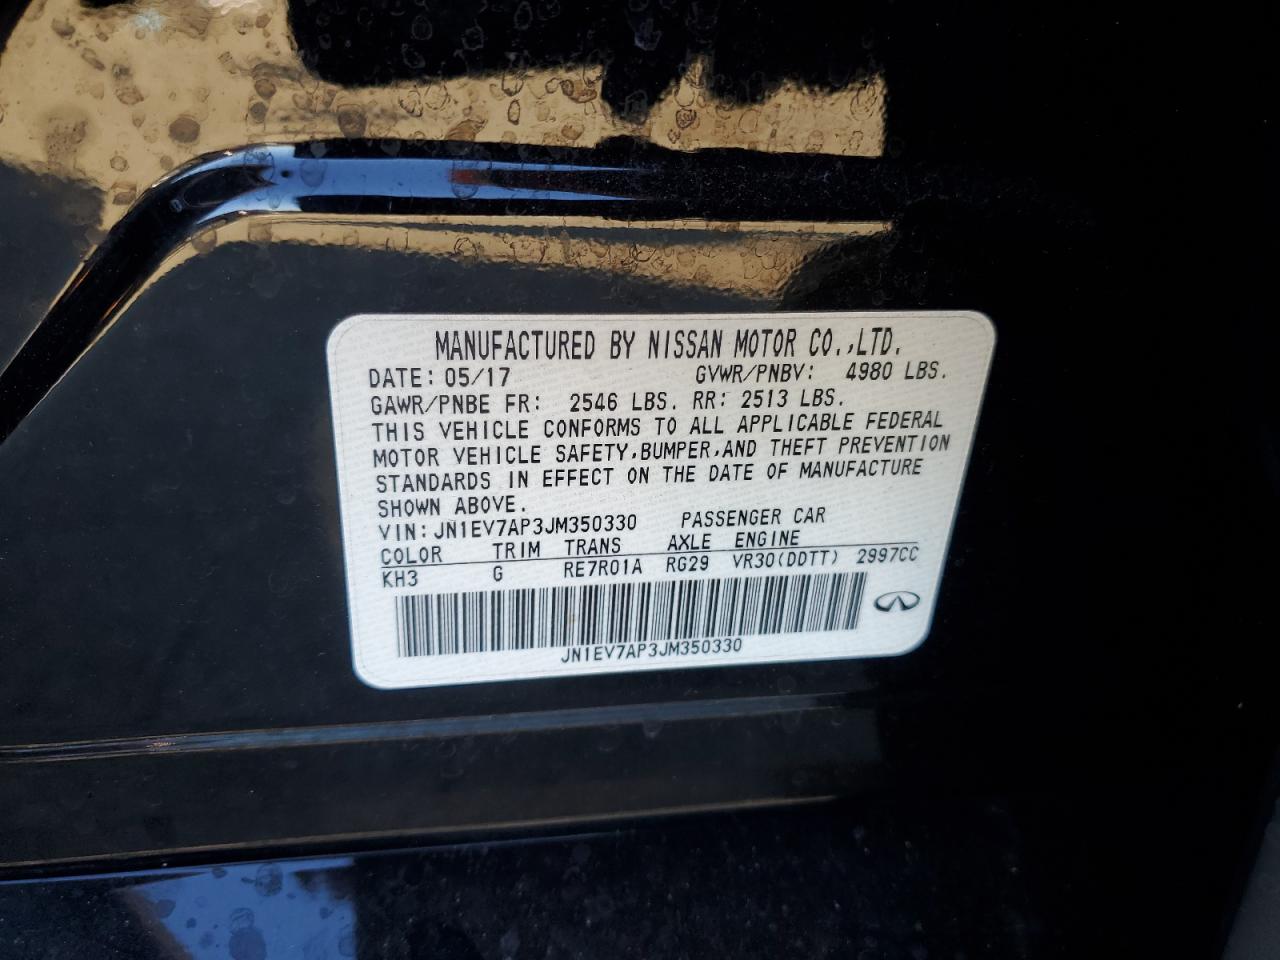 MANUFACTURED BY NISSAN MOTOR CO.,LTD.
DATE: 05/17 GVWR/PNBV: 4980 LBS.
GAWR/PNBE FR: 2546 LBS. RR: 2513 LBS.
THIS VEHICLE CONFORMS TO ALL APPLICABLE FEDERAL
MOTOR VEHICLE SAFETY,BUMPER,AND THEFT PREVENTION
STANDARDS IN EFFECT ON THE DATE OF MANUFACTURE
SHOWN ABOVE.
VIN: JN1EV7AP3JM350330 PASSENGER CAR
COLOR TRIM TRANS AXLE ENGINE
KH3 G RE7R01A RG29 VR30(DDTT) 2997CC
JN1EV7AP3JM350330